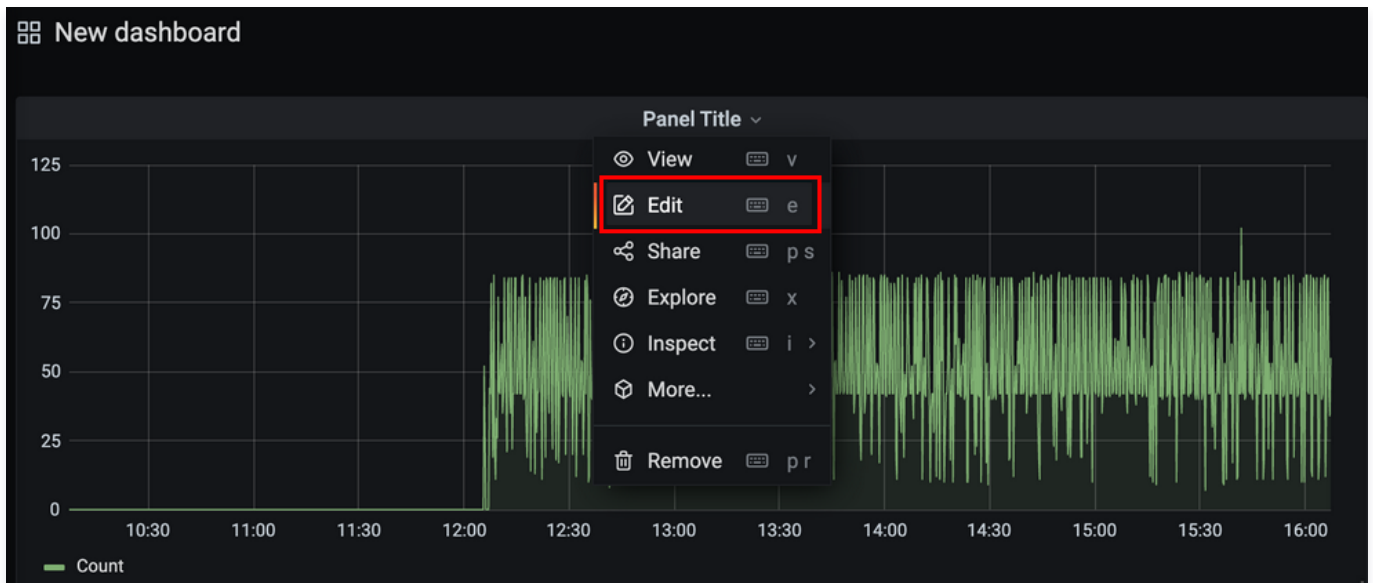 New dashboard
Panel Title
125
100
75
50
25
0
View v
Edit e
Share p s
Explore x
Inspect i
More...
Remove p r
10:30 11:00 11:30 12:00 12:30 13:00 13:30 14:00 14:30 15:00 15:30 16:00
Count